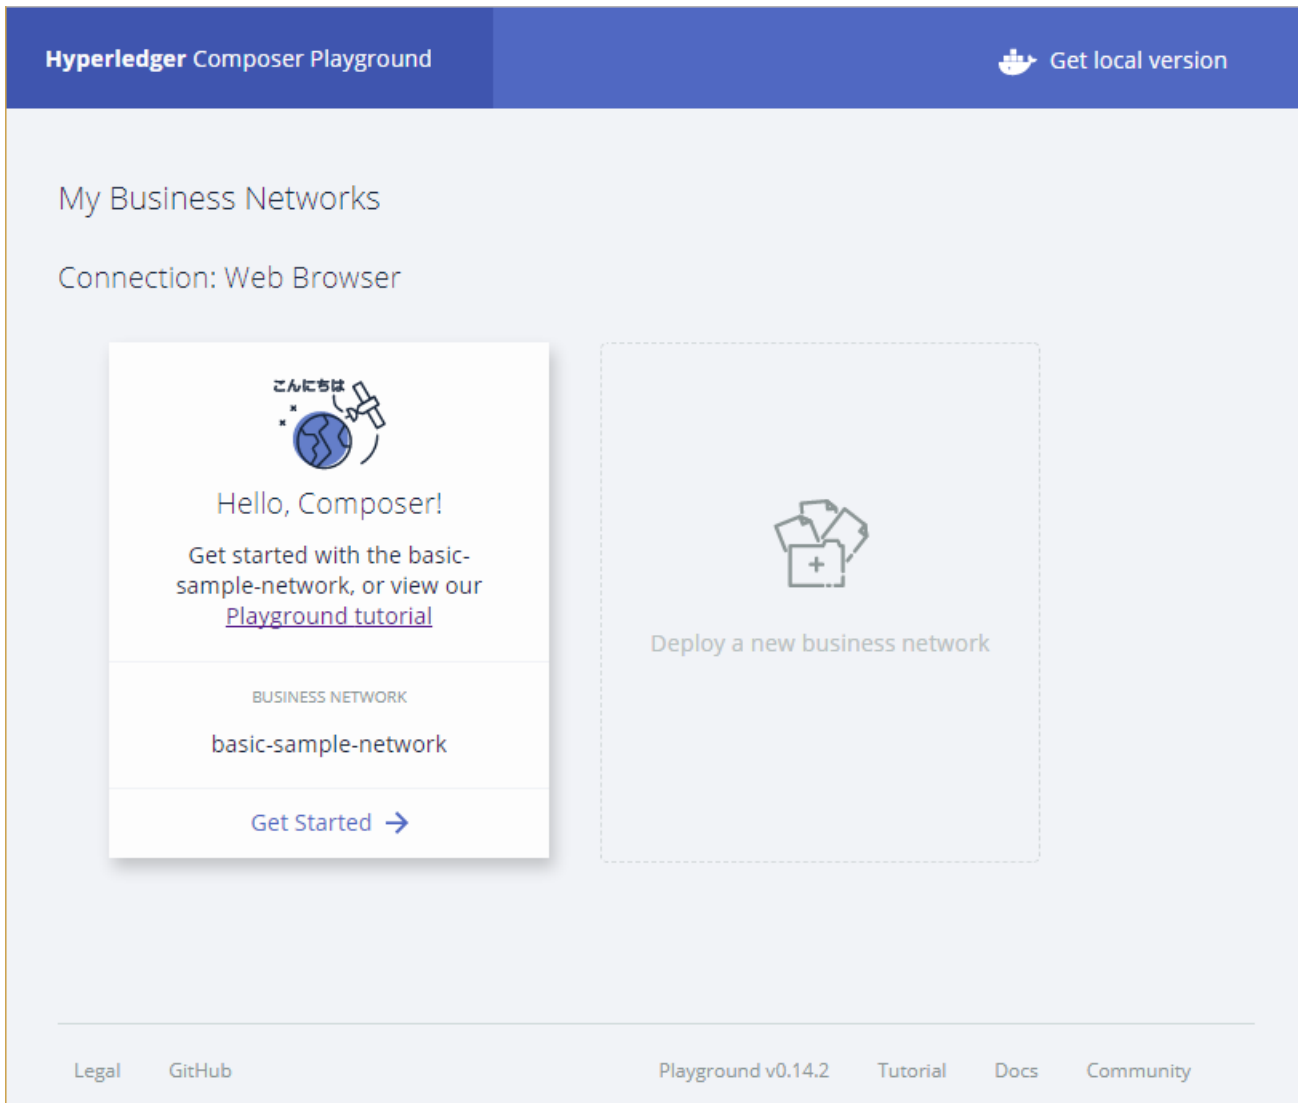 Hyperledger Composer Playground
Get local version
My Business Networks
Connection: Web Browser
こんにちは
Hello, Composer!
Get started with the basic-
sample-network, or view our
Playground tutorial
BUSINESS NETWORK
basic-sample-network
Get Started
Deploy a new business network
Legal GitHub Playground v0.14.2 Tutorial Docs Community